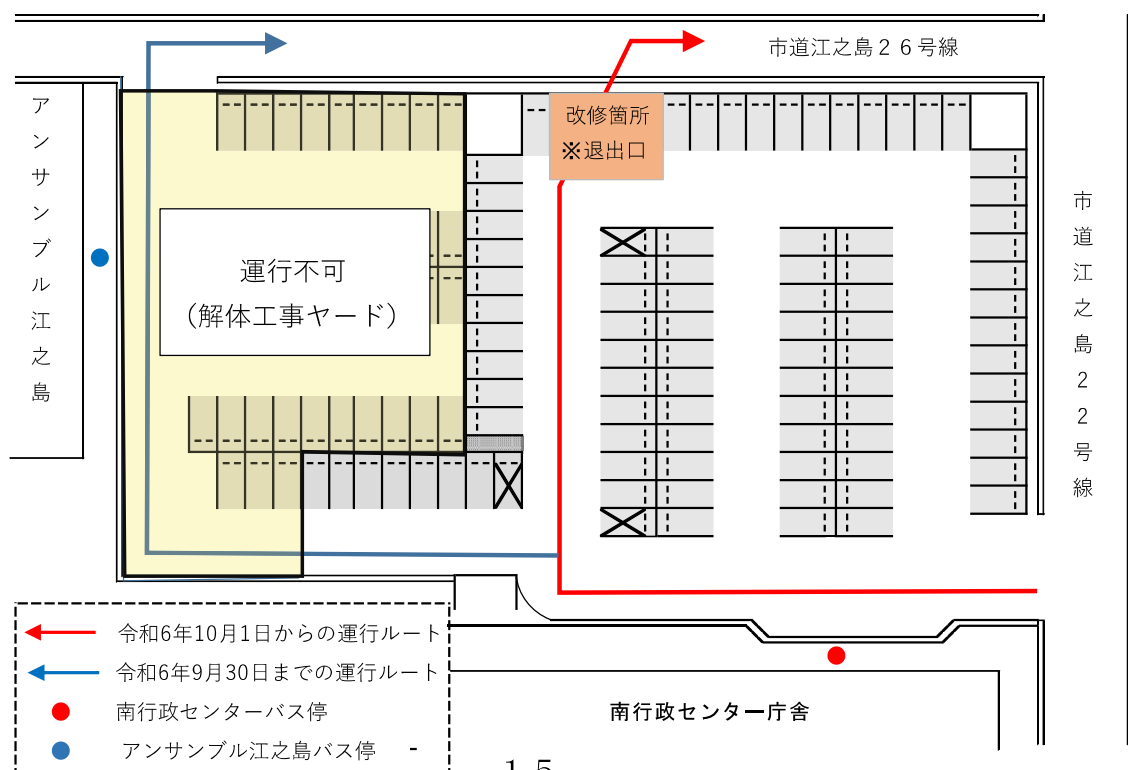 市道江之島26号線
アンサンブル江之島
改修箇所
※退出口
運行不可
(解体工事ヤード)
市道江之島22号線
令和6年10月1日からの運行ルート
令和6年9月30日までの運行ルート
南行政センターバス停
アンサンブル江之島バス停 -
南行政センター庁舎
15